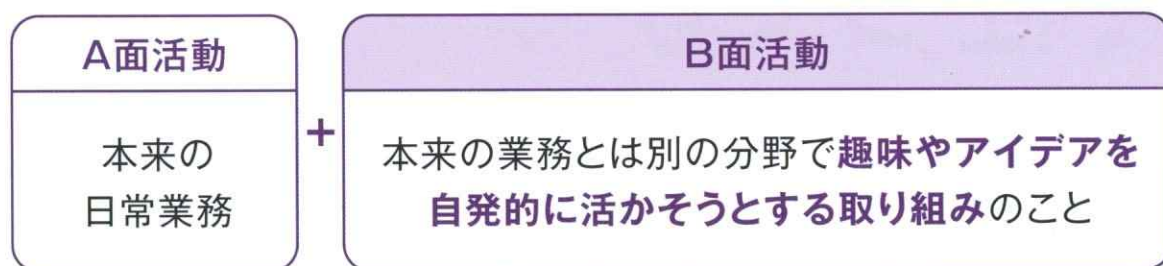 A面活動
本来の
日常業務
+
B面活動
本来の業務とは別の分野で趣味やアイデアを
自発的に活かそうとする取り組みのこと